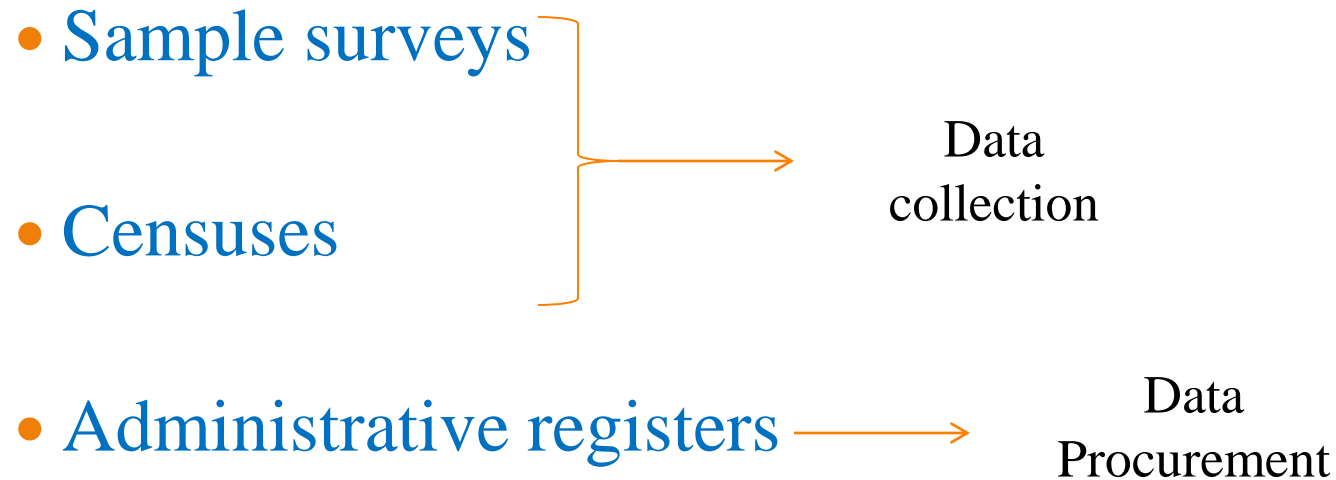 • Sample surveys
Data
collection
• Censuses
• Administrative registers
Data
Procurement